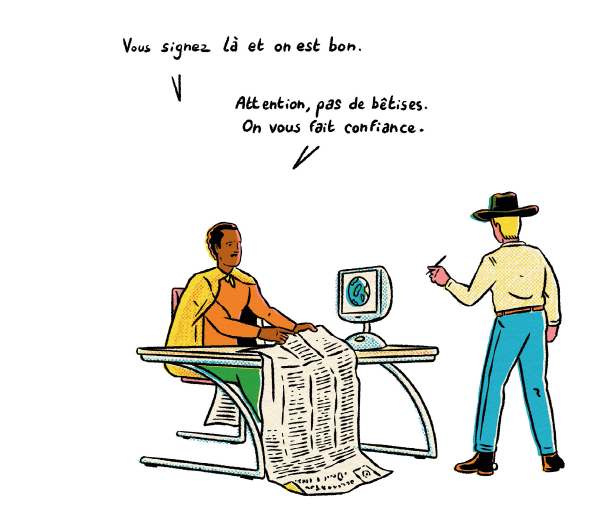 Vous signez là et on est bon.
Attention, pas de bêtises.
On vous fait confiance.